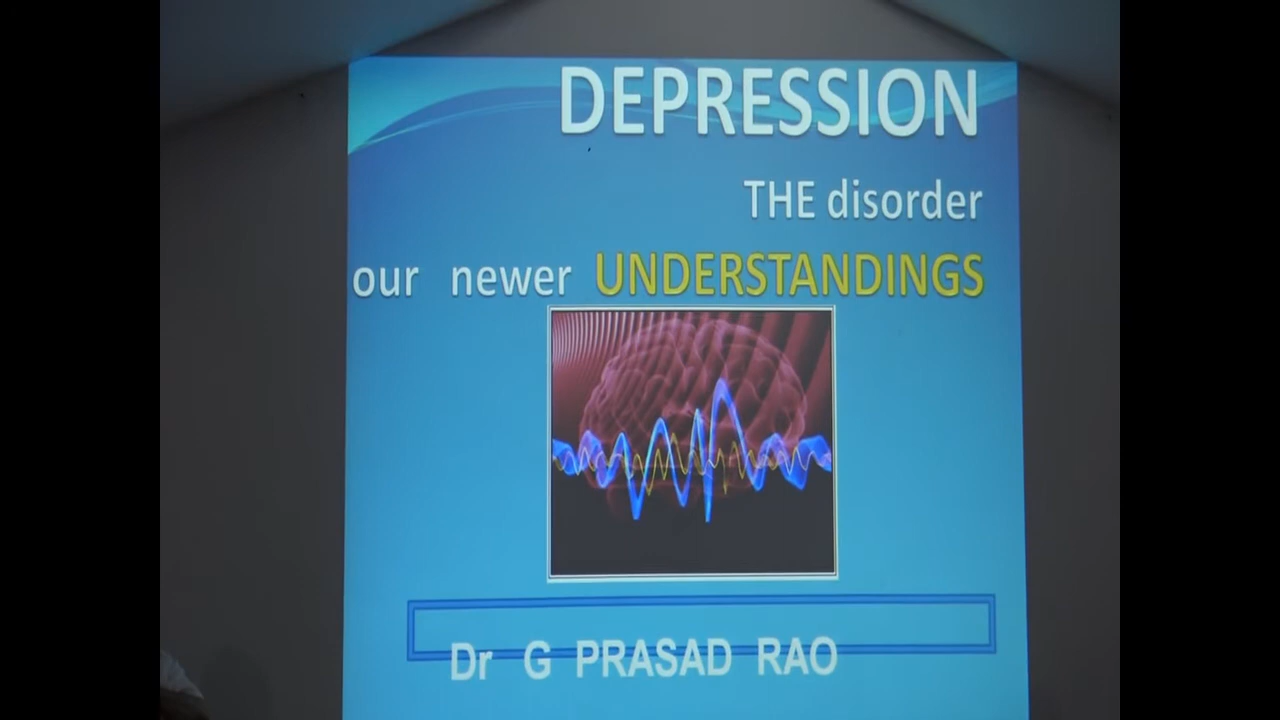 DEPRESSION
THE disorder
our newer UNDERSTANDINGS
Dr G PRASAD RAO